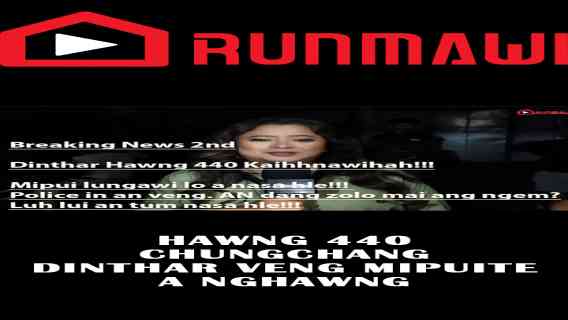 RUNMAWI
Breaking News 2nd
Dinthar Hawng 440 Kaihhnawihah!!!
Mipui lungawi lo a nasa hle!!!
Police in an veng. AN dang zolo mai ang ngem?
Luh lui an tum nasa hle!!!
HAWNG 440
CHUNGCHANG
DINTHAR VENG MIPUITE
A NGHAWNG